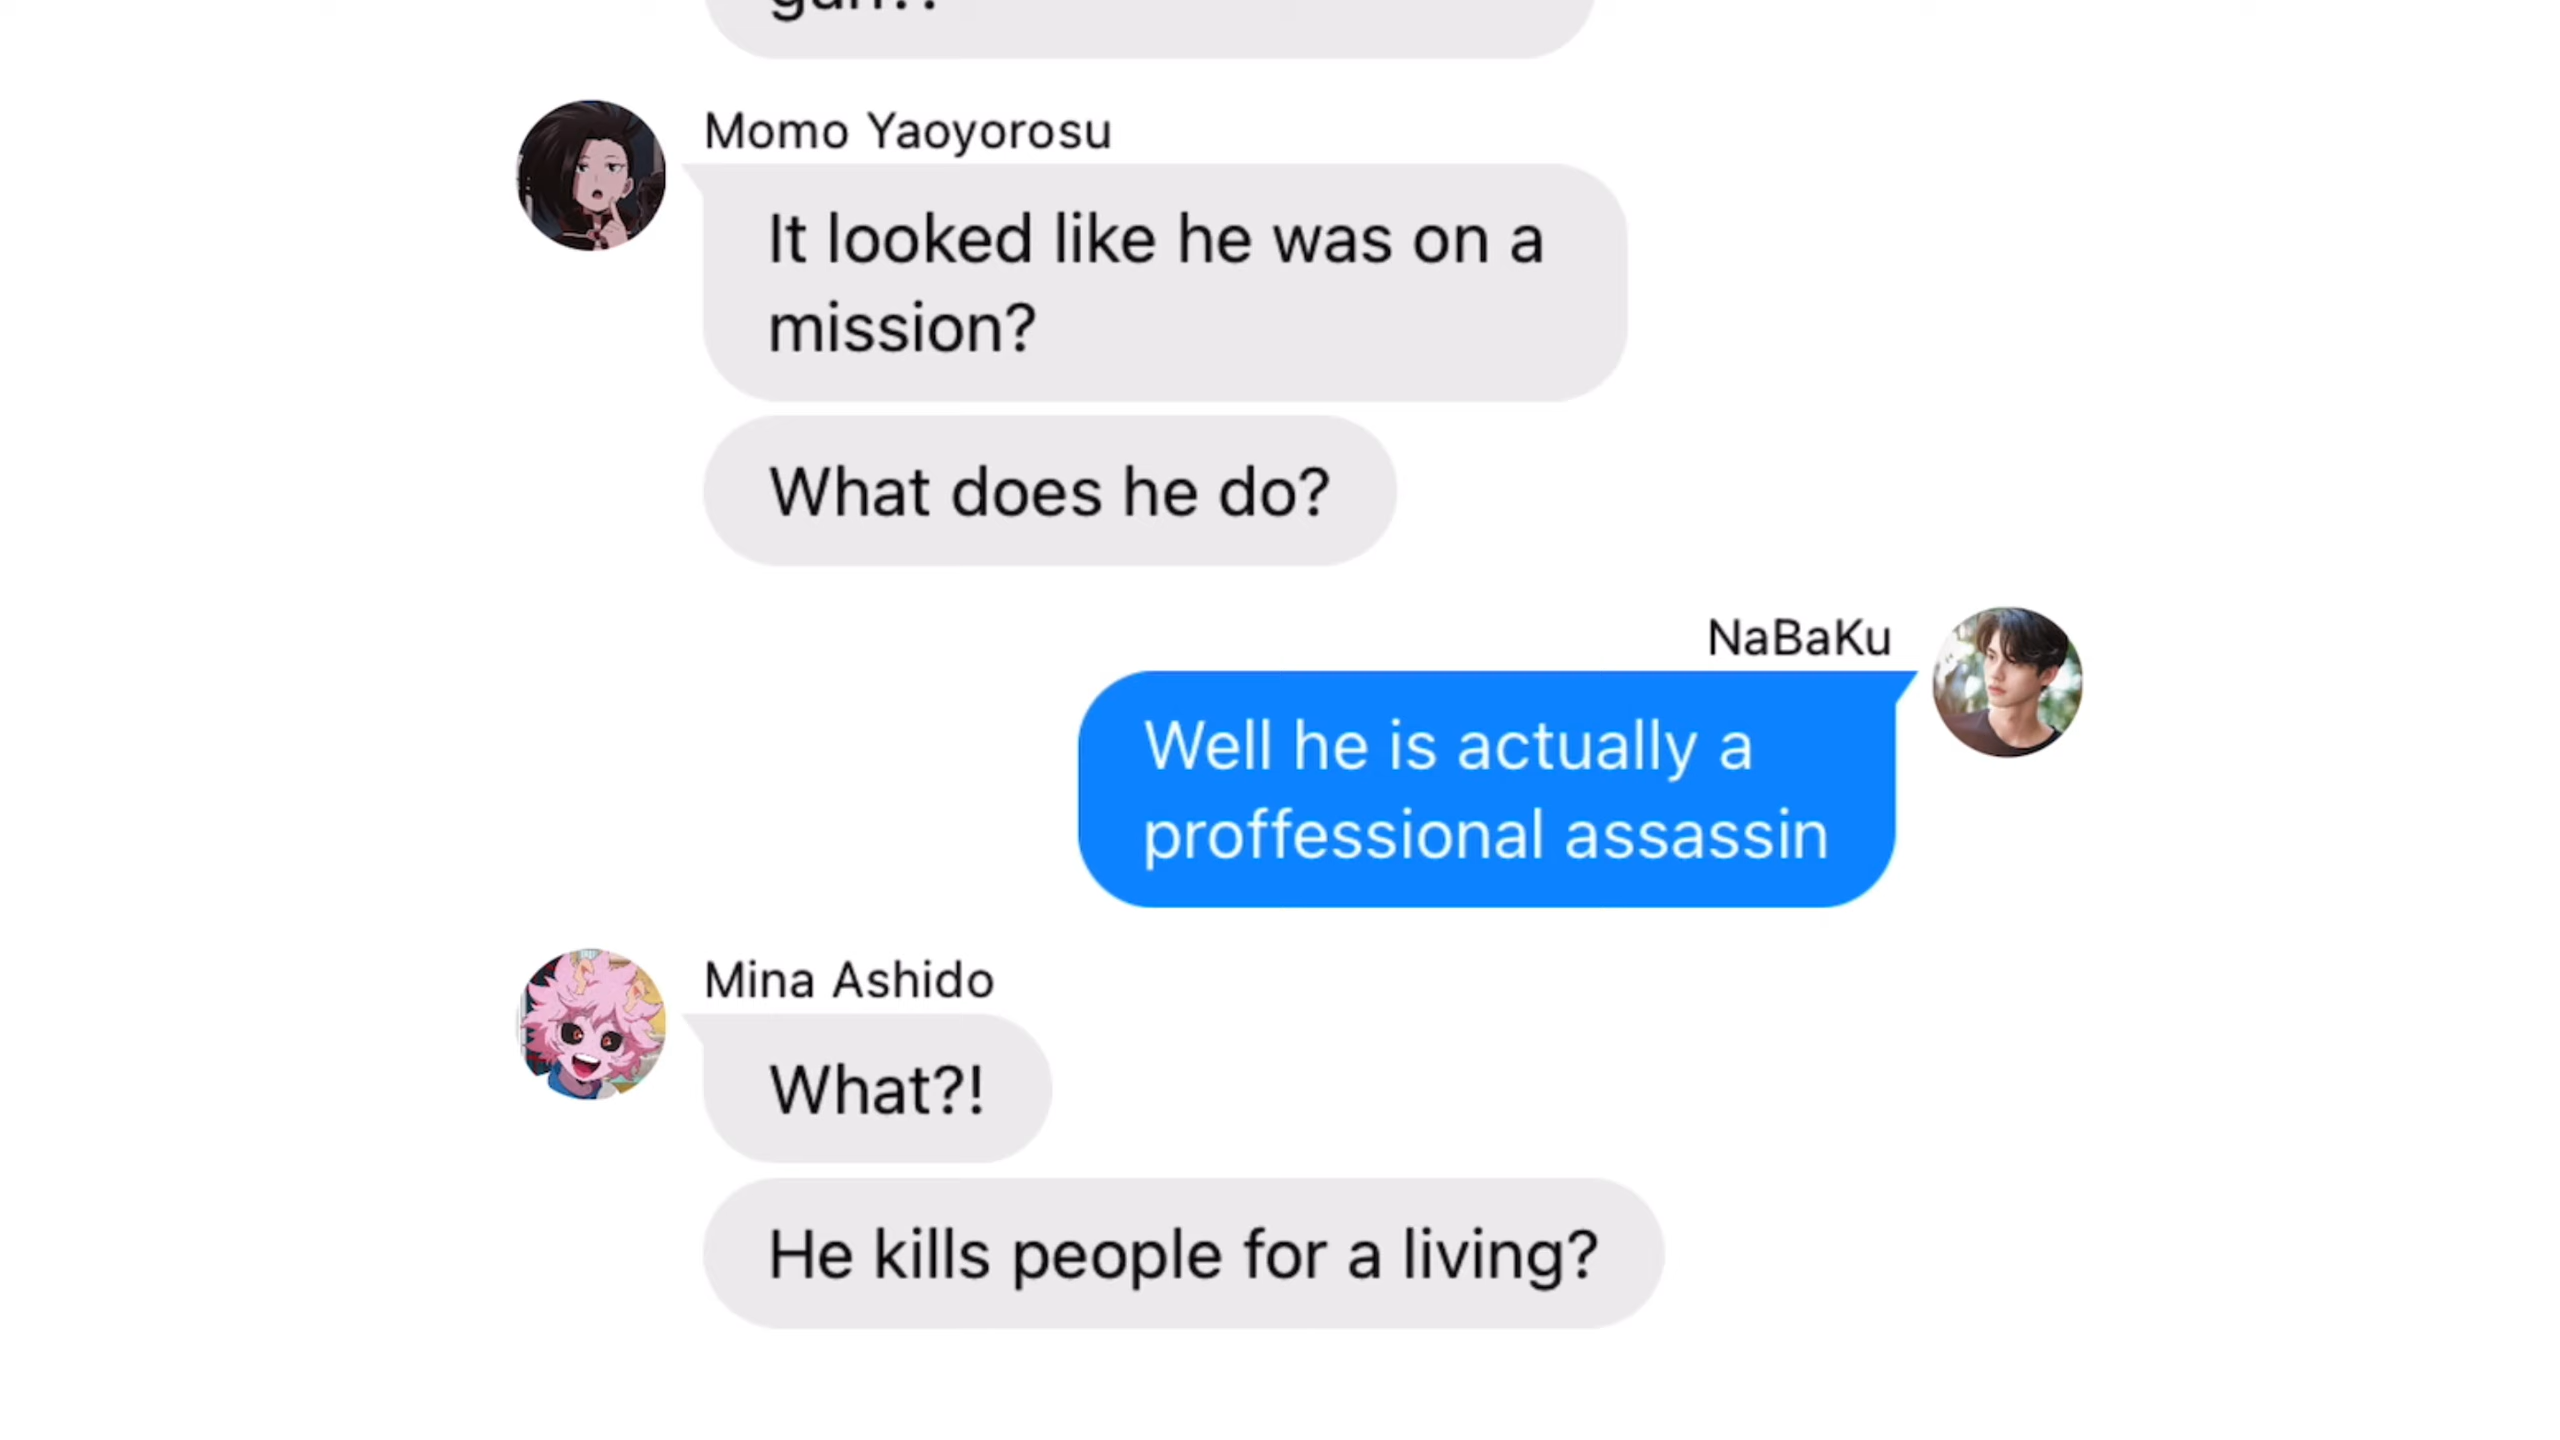 Momo Yaoyorosu
It looked like he was on a
mission?
What does he do?
NaBaKu
Well he is actually a
proffessional assassin
Mina Ashido
What?!
He kills people for a living?